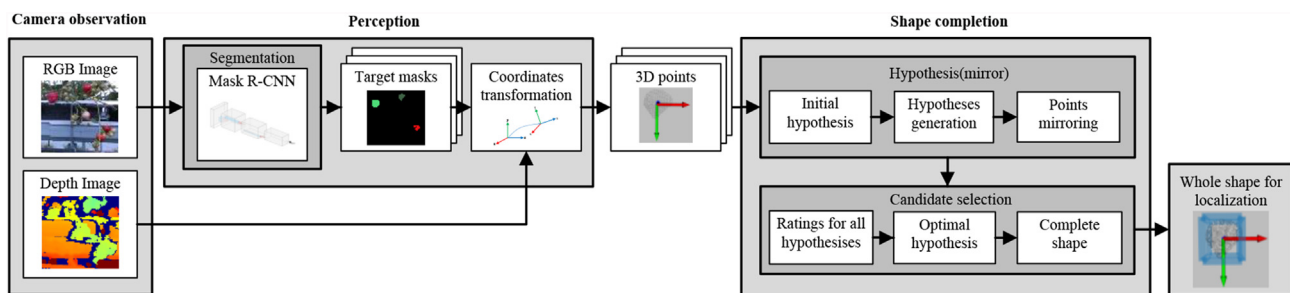 Camera observation
Perception
Shape completion
RGB Image
Depth Image
Segmentation
Mask R-CNN
Target masks
Coordinates
transformation
3D points
Hypothesis(mirror)
Initial
hypothesis
Hypotheses
generation
Points
mirroring
Candidate selection
Ratings for all
hypothesises
Optimal
hypothesis
Complete
shape
Whole shape for
localization